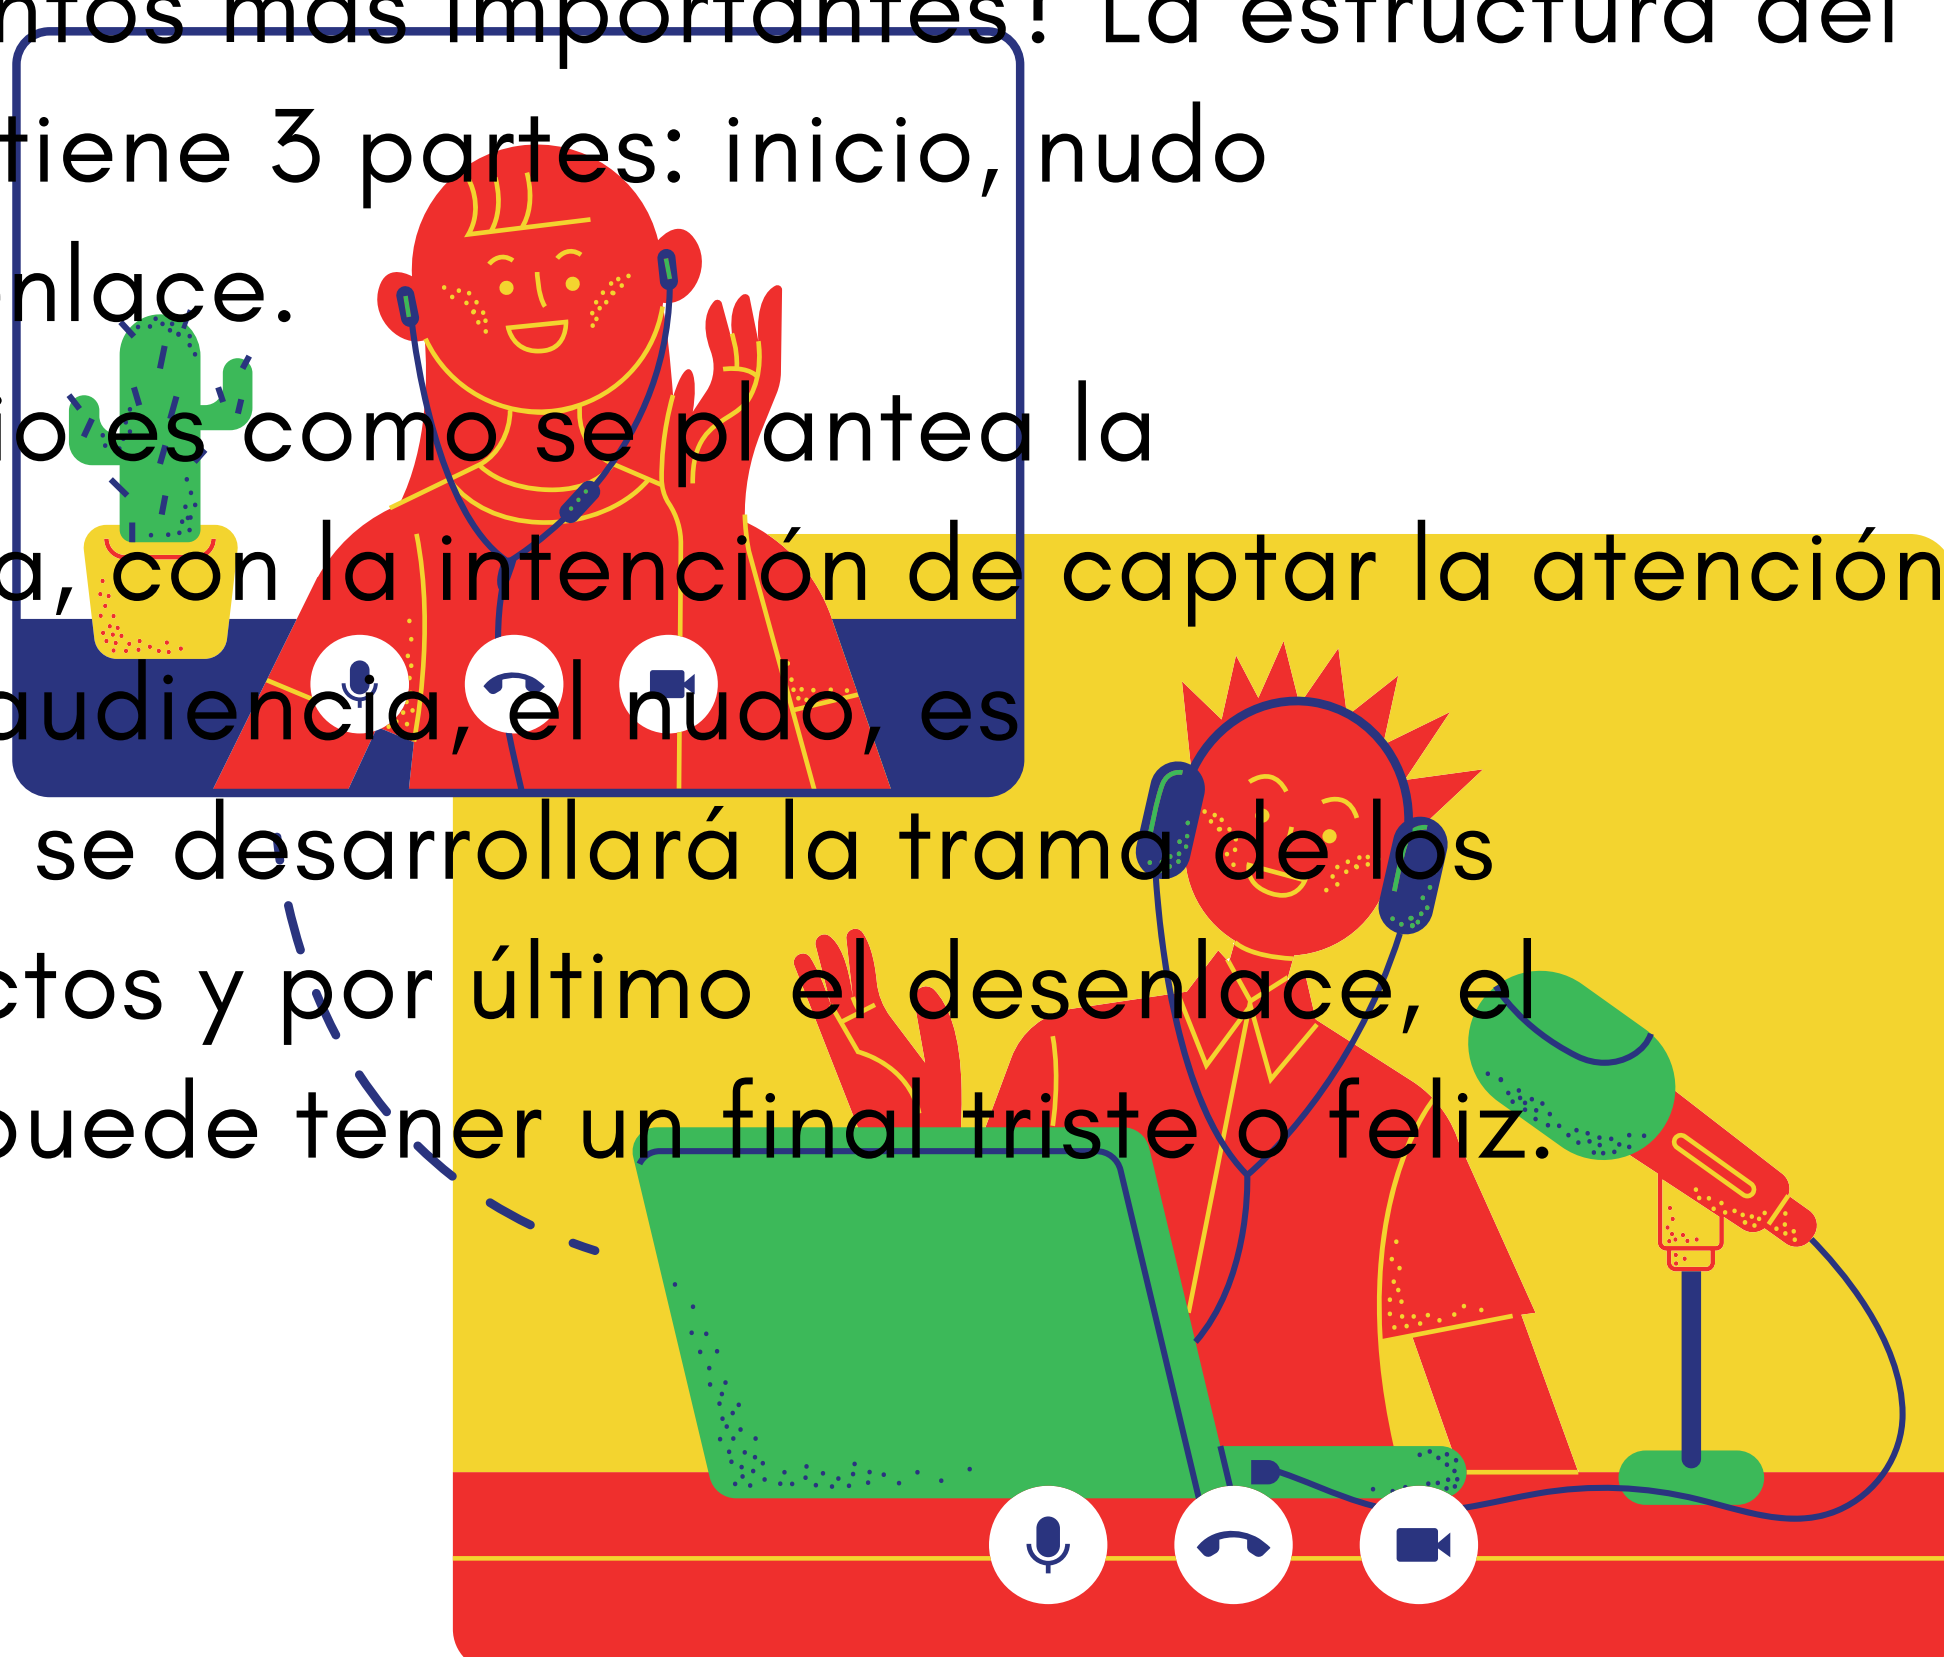 ntos más importantes! La estructura del
tiene 3 partes: inicio, nudo
nlace.
io es como se plantea la
a, con la intención de captar la atención
audiencia, el nudo, es
se desarrollará la trama de los
ctos y por último el desenlace, el
puede tener un final triste o feliz.